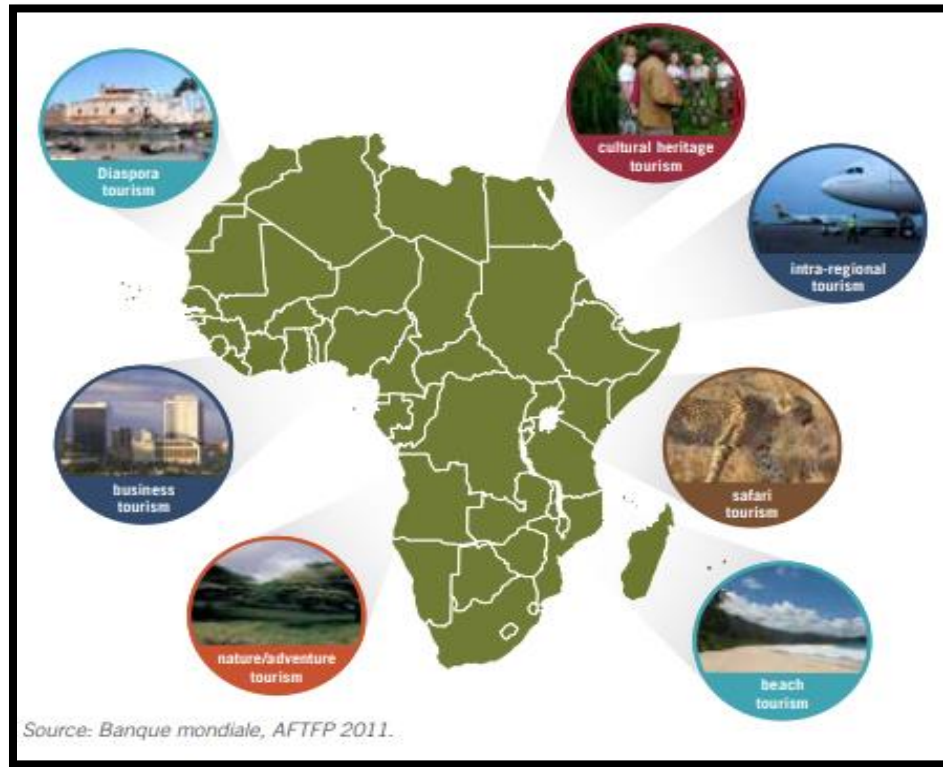 Diaspora
tourism
cultural heritage
tourism
intra-regional
tourism
business
tourism
safari
tourism
nature/adventure
tourism
beach
tourism
Source: Banque mondiale, AFTFP 2011.